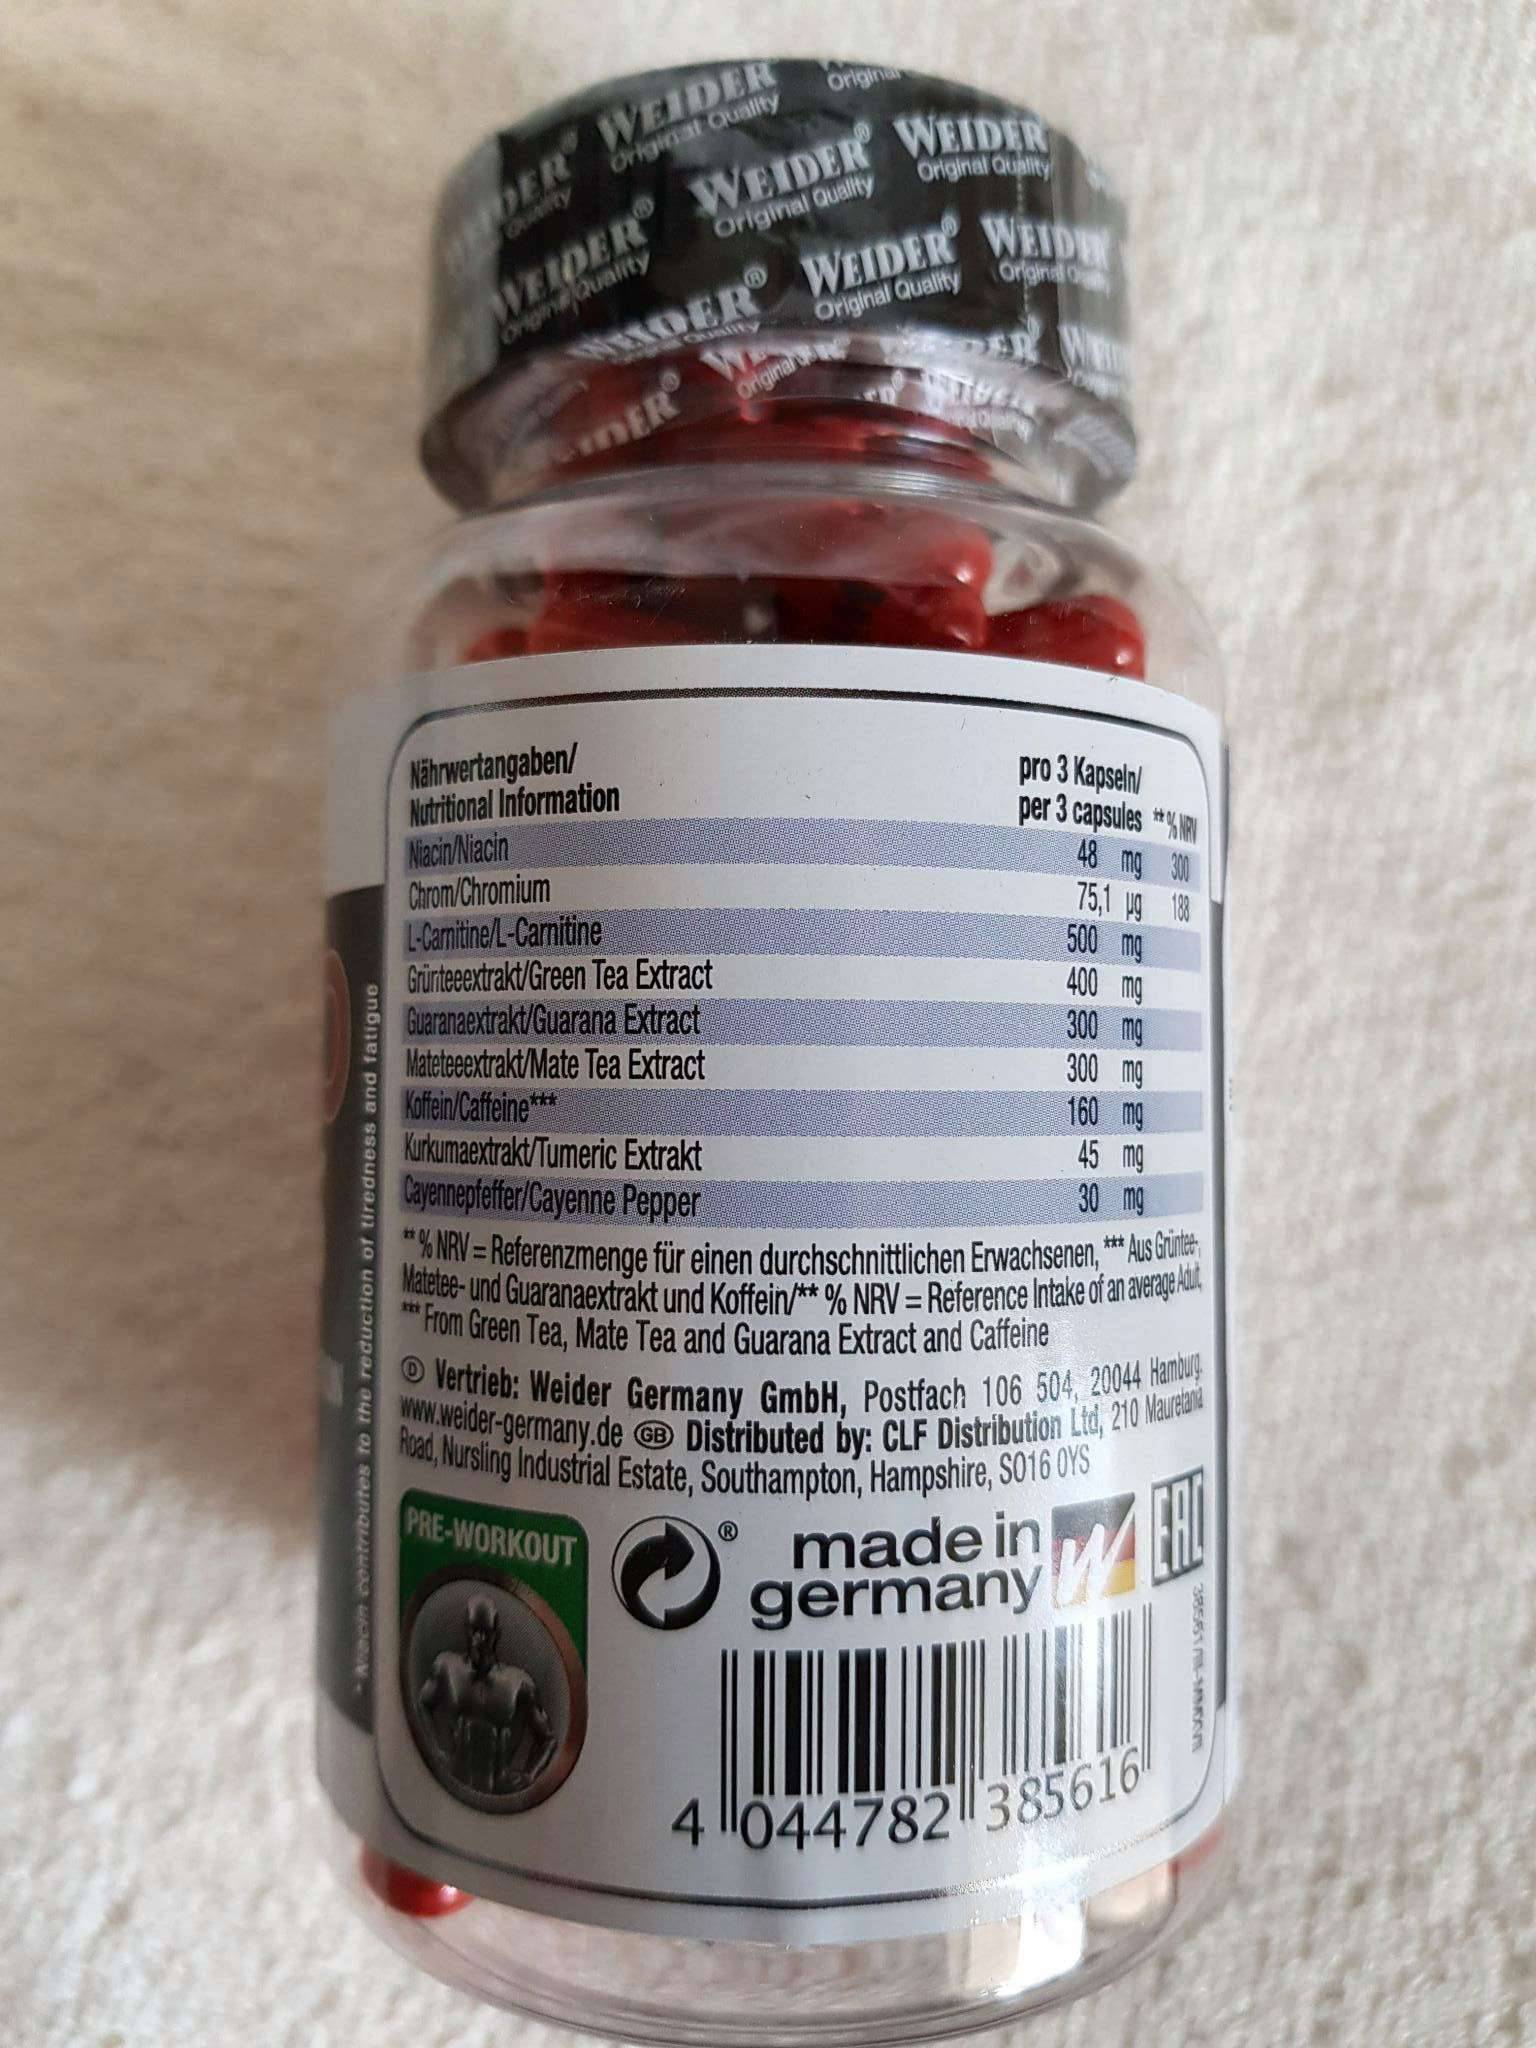 WEIDER®
Original Quality
WEIDER®
Original Quality
WEIDER
Original Quality
WEIDER®
Original Quality
WEIDER®
Original Quality
Nährwertangaben/
Nutritional Information
pro 3 Kapseln/
per 3 capsules **% NRV
Niacin/Niacin 48 mg 300
Chrom/Chromium 75,1 µg 188
L-Carnitine/L-Carnitine 500 mg
Grünteeextrakt/Green Tea Extract 400 mg
Guaranaextrakt/Guarana Extract 300 mg
Mateteeextrakt/Mate Tea Extract 300 mg
Koffein/Caffeine*** 160 mg
Kurkumaextrakt/Tumeric Extrakt 45 mg
Cayennepfeffer/Cayenne Pepper 30 mg
** % NRV = Referenzmenge für einen durchschnittlichen Erwachsenen, *** Aus Grüntee-,
Matetee- und Guaranaextrakt und Koffein/** % NRV = Reference Intake of an average Adult,
*** From Green Tea, Mate Tea and Guarana Extract and Caffeine
D Vertrieb: Weider Germany GmbH, Postfach 106 504, 20044 Hamburg,
www.weider-germany.de GB Distributed by: CLF Distribution Ltd, 210 Mauretania
Road, Nursling Industrial Estate, Southampton, Hampshire, SO16 0YS
PRE-WORKOUT
®
made in
germany
W
EAC
4 044782 385616
* Niacin contributes to the reduction of tiredness and fatigue